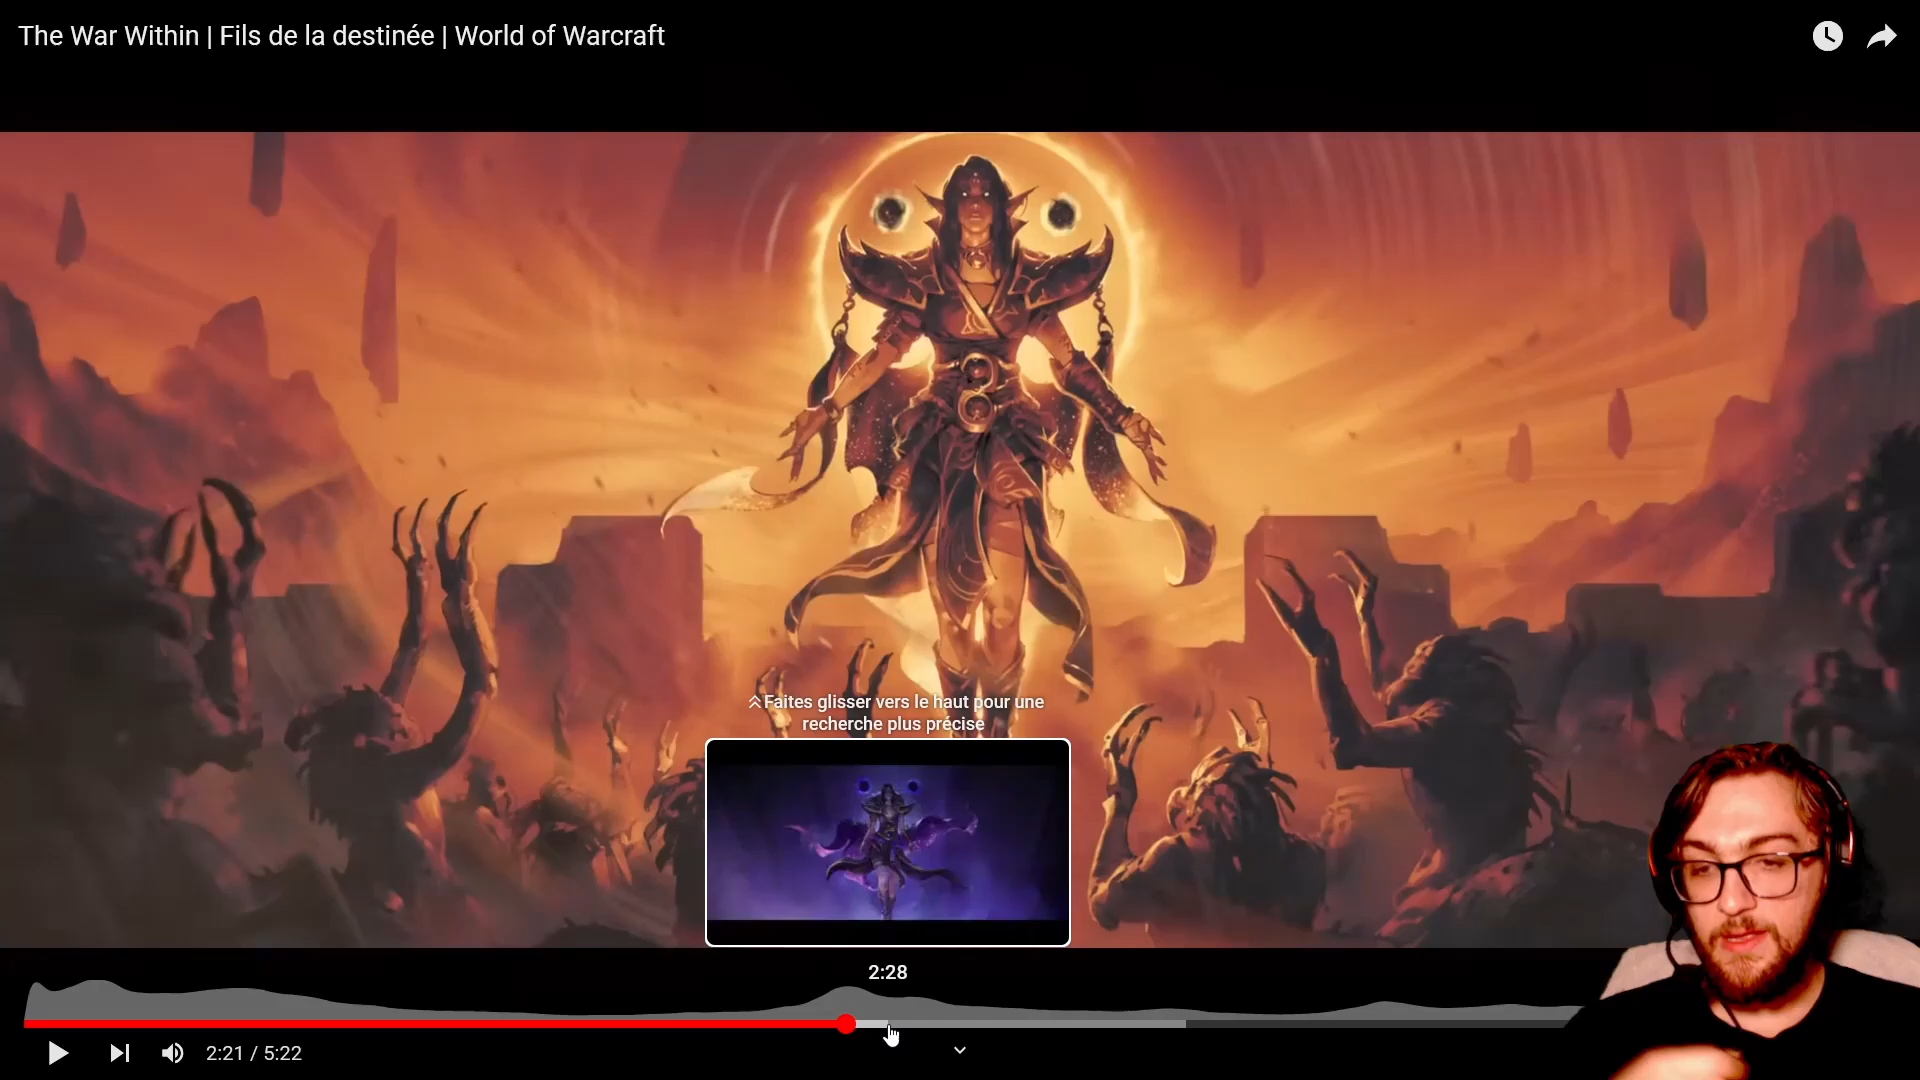 The War Within | Fils de la destinée | World of Warcraft
Faites glisser vers le haut pour une
recherche plus précise
2:28
2:21 / 5:22